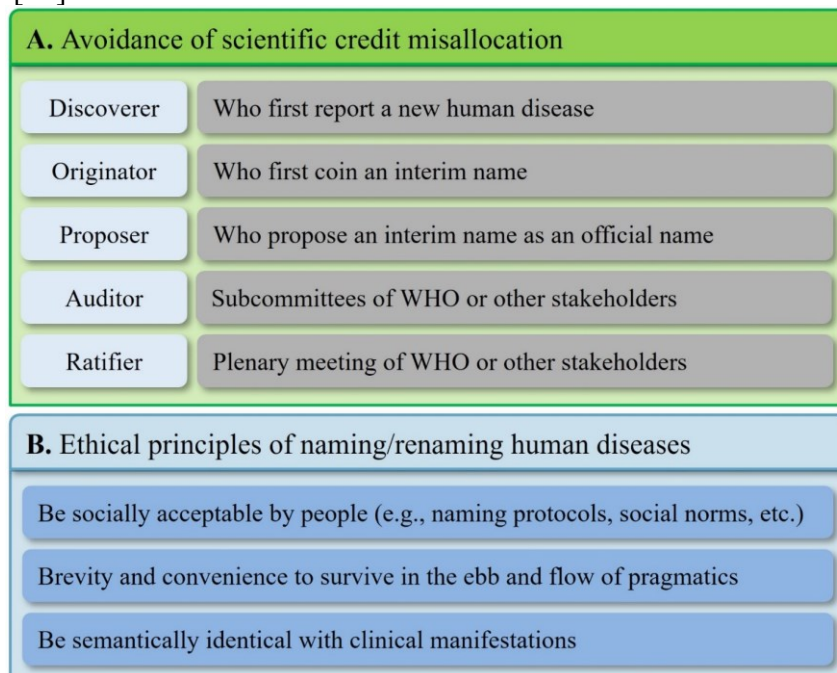 A. Avoidance of scientific credit misallocation
Discoverer Who first report a new human disease
Originator Who first coin an interim name
Proposer Who propose an interim name as an official name
Auditor Subcommittees of WHO or other stakeholders
Ratifier Plenary meeting of WHO or other stakeholders
B. Ethical principles of naming/renaming human diseases
Be socially acceptable by people (e.g., naming protocols, social norms, etc.)
Brevity and convenience to survive in the ebb and flow of pragmatics
Be semantically identical with clinical manifestations